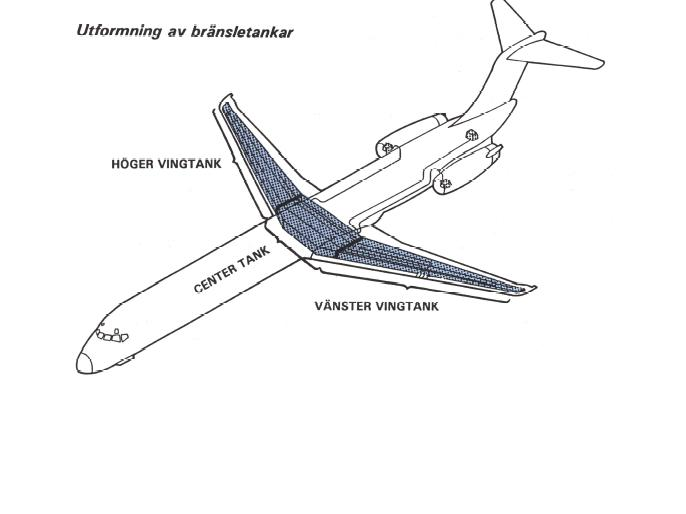 Utformning av bränsletankar
HÖGER VINGTANK
CENTER TANK
VÄNSTER VINGTANK